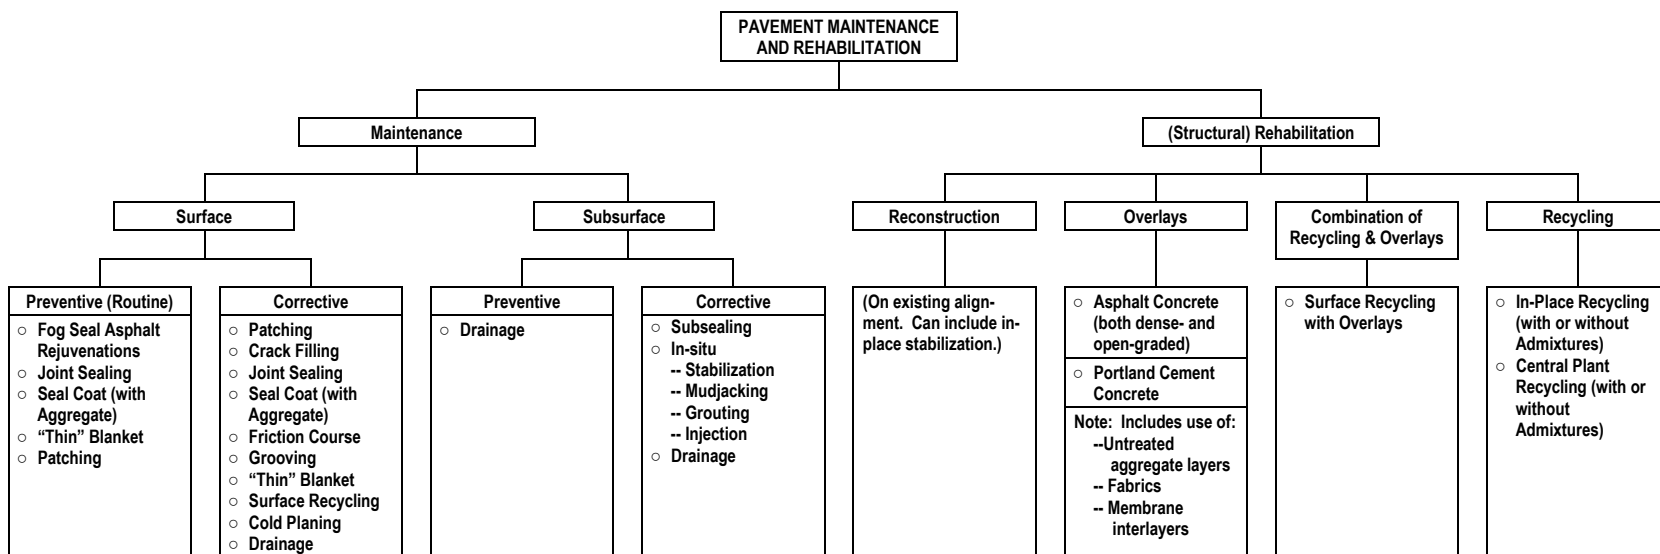 PAVEMENT MAINTENANCE
AND REHABILITATION
Maintenance
(Structural) Rehabilitation
Surface
Subsurface
Reconstruction
Overlays
Combination of
Recycling & Overlays
Recycling
Preventive (Routine)
○ Fog Seal Asphalt
Rejuvenations
○ Joint Sealing
○ Seal Coat (with
Aggregate)
○ “Thin” Blanket
○ Patching
Corrective
○ Patching
○ Crack Filling
○ Joint Sealing
○ Seal Coat (with
Aggregate)
○ Friction Course
○ Grooving
○ “Thin” Blanket
○ Surface Recycling
○ Cold Planing
○ Drainage
Preventive
○ Drainage
Corrective
○ Subsealing
○ In-situ
-- Stabilization
-- Mudjacking
-- Grouting
-- Injection
○ Drainage
(On existing align-
ment. Can include in-
place stabilization.)
○ Asphalt Concrete
(both dense- and
open-graded)
○ Portland Cement
Concrete
Note: Includes use of:
--Untreated
aggregate layers
-- Fabrics
-- Membrane
interlayers
○ Surface Recycling
with Overlays
○ In-Place Recycling
(with or without
Admixtures)
○ Central Plant
Recycling (with or
without
Admixtures)